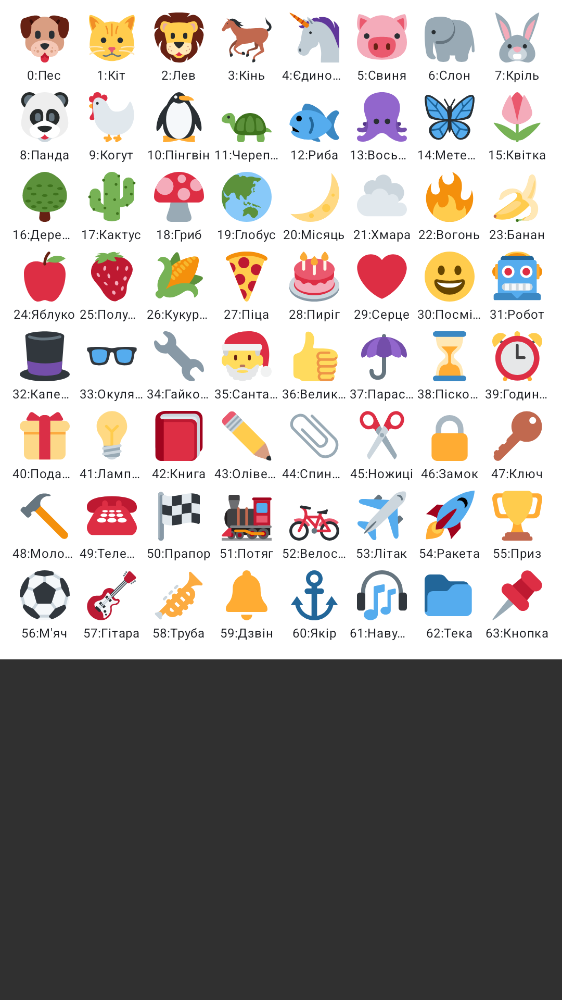 0:Пес 1:Кіт 2:Лев 3:Кінь 4:Єдино... 5:Свиня 6:Слон 7:Кріль
8:Панда 9:Когут 10:Пінгвін 11:Череп... 12:Риба 13:Вось... 14:Мете... 15:Квітка
16:Дере... 17:Кактус 18:Гриб 19:Глобус 20:Місяць 21:Хмара 22:Вогонь 23:Банан
24:Яблуко 25:Полу... 26:Кукур... 27:Піца 28:Пиріг 29:Серце 30:Посмі... 31:Робот
32:Капе... 33:Окуля... 34:Гайко... 35:Санта... 36:Велик... 37:Парас... 38:Піско... 39:Годин...
40:Пода... 41:Ламп... 42:Книга 43:Оліве... 44:Спин... 45:Ножиці 46:Замок 47:Ключ
48:Моло... 49:Теле... 50:Прапор 51:Потяг 52:Велос... 53:Літак 54:Ракета 55:Приз
56:М'яч 57:Гітара 58:Труба 59:Дзвін 60:Якір 61:Наву... 62:Тека 63:Кнопка